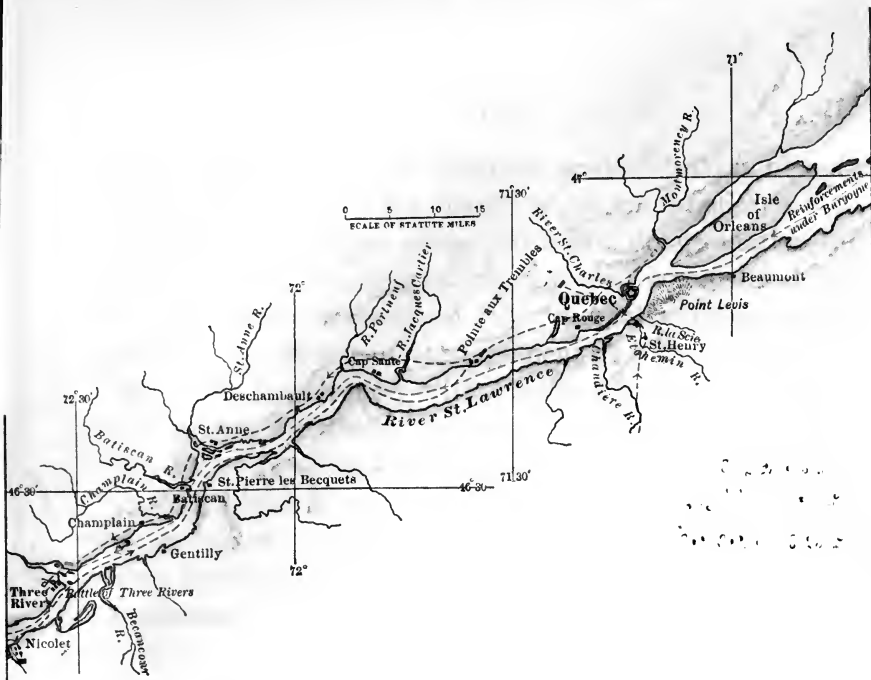 71°
47°
Montmorency R.
Isle
of
Orleans
Reinforcements
under Burgoyne
0 5 10 15
SCALE OF STATUTE MILES
71°30'
River St. Charles
Quebec
Beaumont
Point Levis
Cap Rouge
R. la Scie
St. Henry
Etchemin R.
Chaudiere R.
71°
R. Jacques Cartier
Pointe aux Trembles
R. Portneuf
Cap Sante
72°
St. Anne R.
Deschambault
River St. Lawrence
72°30'
St. Anne
Batiscan R.
46°30'
Champlain R.
Batiscan
St. Pierre les Becquets
46°30'
71°30'
Champlain
Gentilly
72°
Three
Rivers
Battle of Three Rivers
Becancour
R.
Nicolet